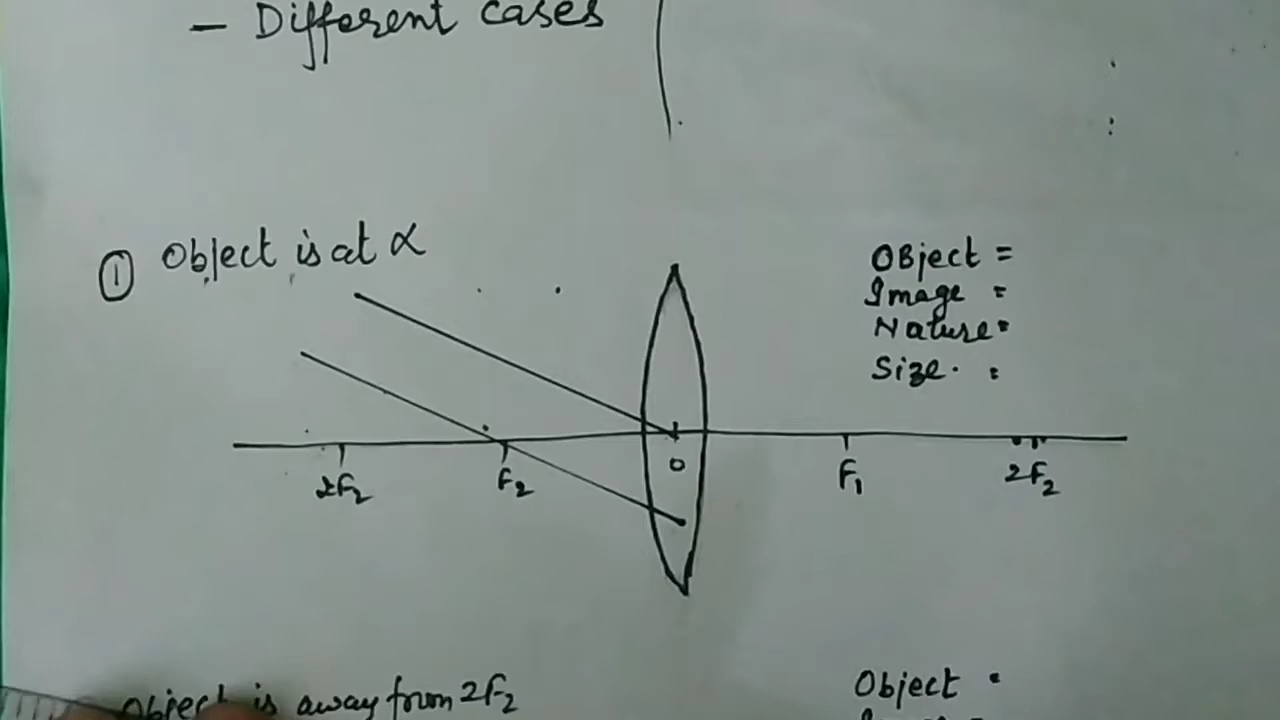 - Different cases
① Object is at ∝
OBject =
Image =
Nature =
Size. :
2F₂ F₂ O F₁ 2F₂
Object is away from 2F₂
Object